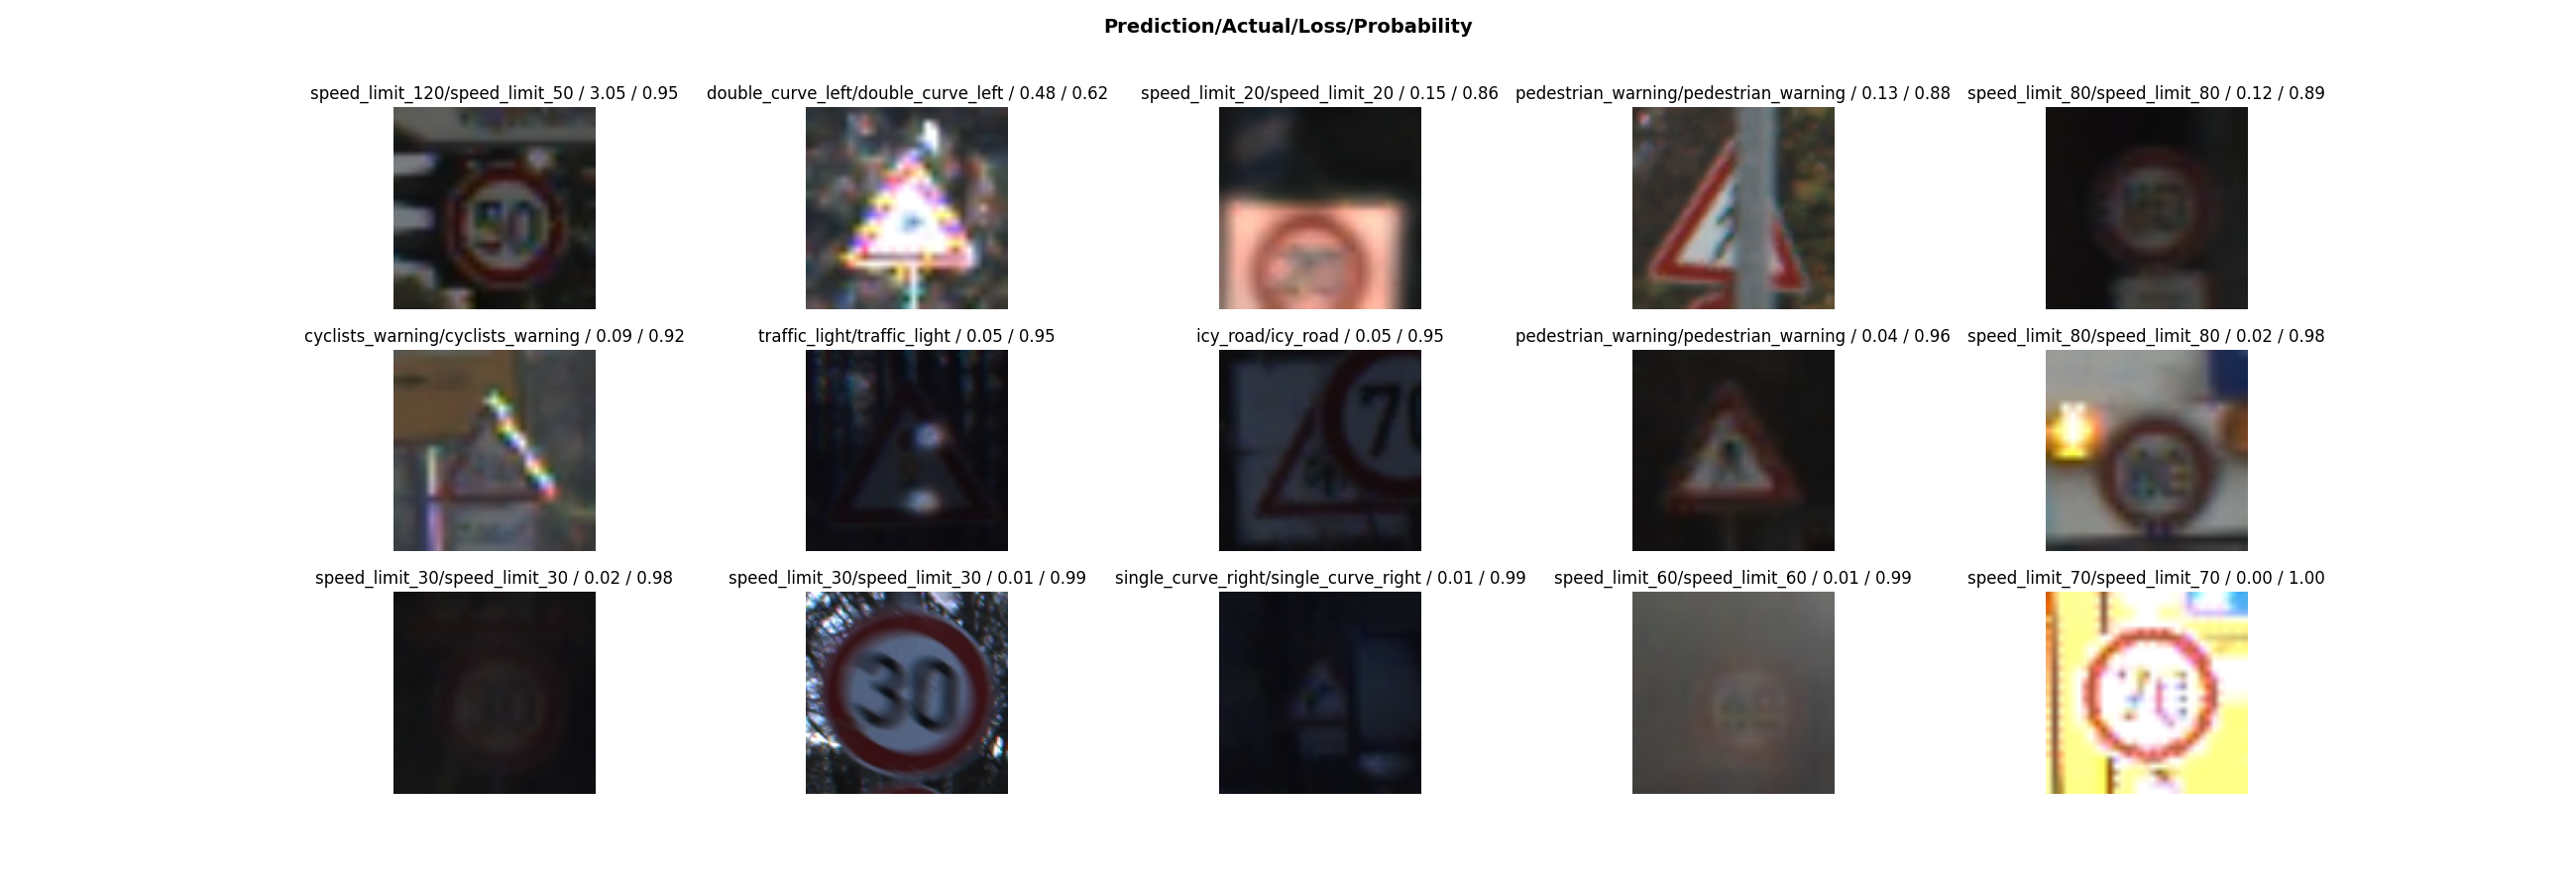 Prediction/Actual/Loss/Probability
speed_limit_120/speed_limit_50 / 3.05 / 0.95
double_curve_left/double_curve_left / 0.48 / 0.62
speed_limit_20/speed_limit_20 / 0.15 / 0.86
pedestrian_warning/pedestrian_warning / 0.13 / 0.88
speed_limit_80/speed_limit_80 / 0.12 / 0.89
50
cyclists_warning/cyclists_warning / 0.09 / 0.92
traffic_light/traffic_light / 0.05 / 0.95
icy_road/icy_road / 0.05 / 0.95
pedestrian_warning/pedestrian_warning / 0.04 / 0.96
speed_limit_80/speed_limit_80 / 0.02 / 0.98
70
speed_limit_30/speed_limit_30 / 0.02 / 0.98
speed_limit_30/speed_limit_30 / 0.01 / 0.99
single_curve_right/single_curve_right / 0.01 / 0.99
speed_limit_60/speed_limit_60 / 0.01 / 0.99
speed_limit_70/speed_limit_70 / 0.00 / 1.00
30